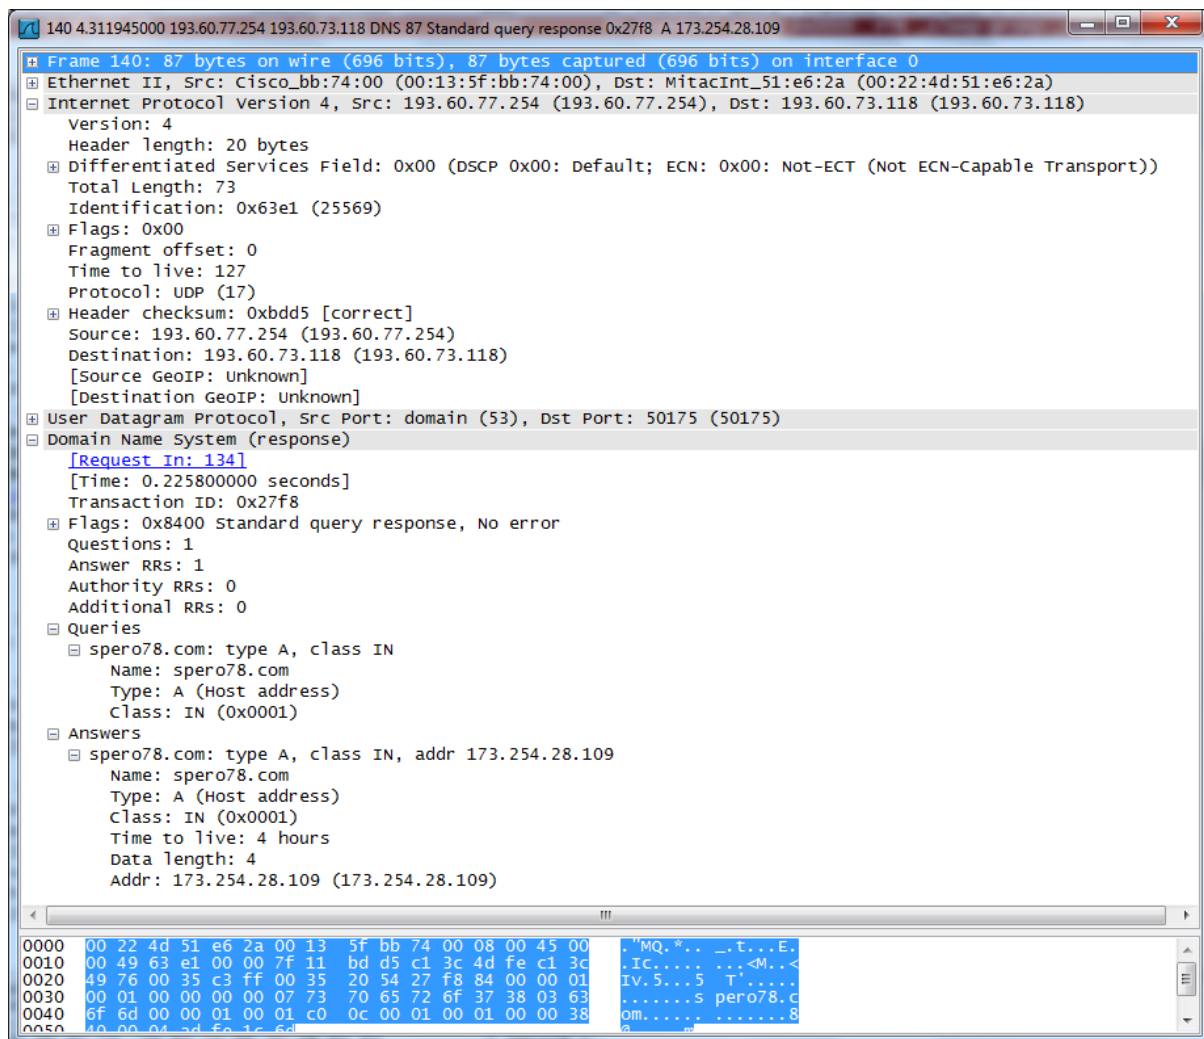 140 4.311945000 193.60.77.254 193.60.73.118 DNS 87 Standard query response 0x27f8 A 173.254.28.109
Frame 140: 87 bytes on wire (696 bits), 87 bytes captured (696 bits) on interface 0
Ethernet II, Src: Cisco_bb:74:00 (00:13:5f:bb:74:00), Dst: MitacInt_51:e6:2a (00:22:4d:51:e6:2a)
Internet Protocol Version 4, Src: 193.60.77.254 (193.60.77.254), Dst: 193.60.73.118 (193.60.73.118)
Version: 4
Header length: 20 bytes
Differentiated Services Field: 0x00 (DSCP 0x00: Default; ECN: 0x00: Not-ECT (Not ECN-Capable Transport))
Total Length: 73
Identification: 0x63e1 (25569)
Flags: 0x00
Fragment offset: 0
Time to live: 127
Protocol: UDP (17)
Header checksum: 0xbdd5 [correct]
Source: 193.60.77.254 (193.60.77.254)
Destination: 193.60.73.118 (193.60.73.118)
[Source GeoIP: Unknown]
[Destination GeoIP: Unknown]
User Datagram Protocol, Src Port: domain (53), Dst Port: 50175 (50175)
Domain Name System (response)
[Request In: 134]
[Time: 0.225800000 seconds]
Transaction ID: 0x27f8
Flags: 0x8400 Standard query response, No error
Questions: 1
Answer RRs: 1
Authority RRs: 0
Additional RRs: 0
Queries
spero78.com: type A, class IN
Name: spero78.com
Type: A (Host address)
Class: IN (0x0001)
Answers
spero78.com: type A, class IN, addr 173.254.28.109
Name: spero78.com
Type: A (Host address)
Class: IN (0x0001)
Time to live: 4 hours
Data length: 4
Addr: 173.254.28.109 (173.254.28.109)
0000 00 22 4d 51 e6 2a 00 13 5f bb 74 00 08 00 45 00 ."MQ.*.. _.t...E.
0010 00 49 63 e1 00 00 7f 11 bd d5 c1 3c 4d fe c1 3c .Ic..... ...<M..<
0020 49 76 00 35 c3 ff 00 35 20 54 27 f8 84 00 00 01 Iv.5...5 T'.....
0030 00 01 00 00 00 00 07 73 70 65 72 6f 37 38 03 63 .......s pero78.c
0040 6f 6d 00 00 01 00 01 c0 0c 00 01 00 01 00 00 38 om...... .......8
0050 40 00 04 ad fe 1c 6d @.....m